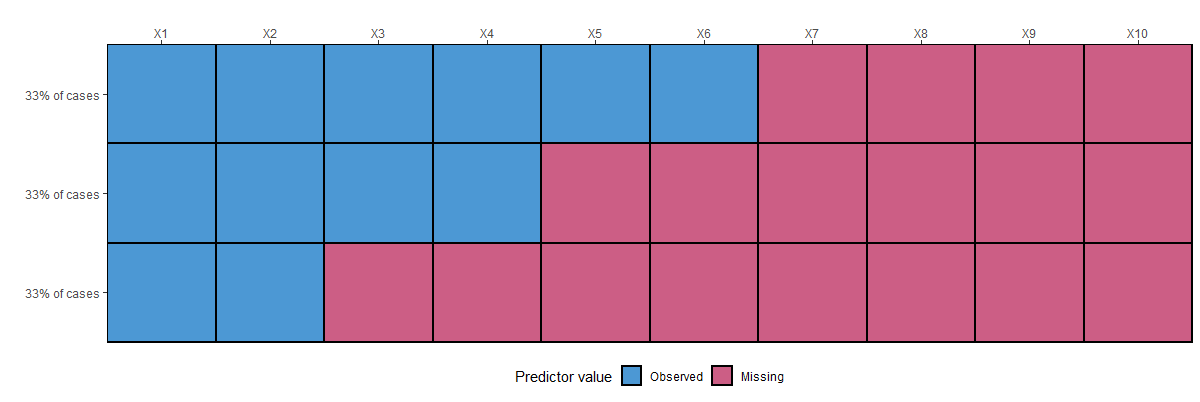 X1 X2 X3 X4 X5 X6 X7 X8 X9 X10
33% of cases
33% of cases
33% of cases
Predictor value Observed Missing